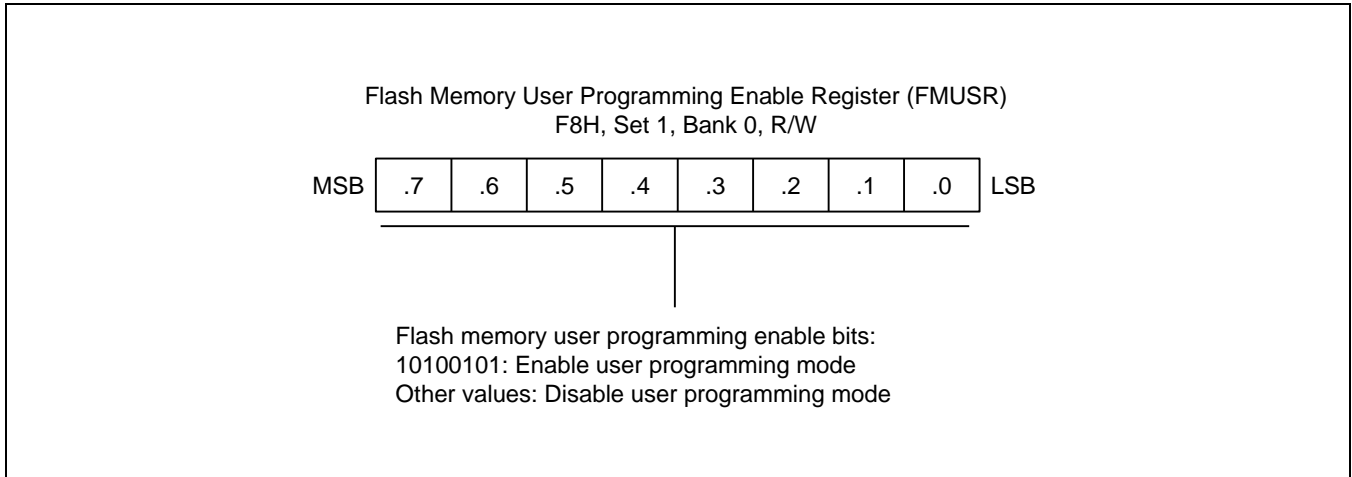 Flash Memory User Programming Enable Register (FMUSR)
F8H, Set 1, Bank 0, R/W
MSB .7 .6 .5 .4 .3 .2 .1 .0 LSB
Flash memory user programming enable bits:
10100101: Enable user programming mode
Other values: Disable user programming mode